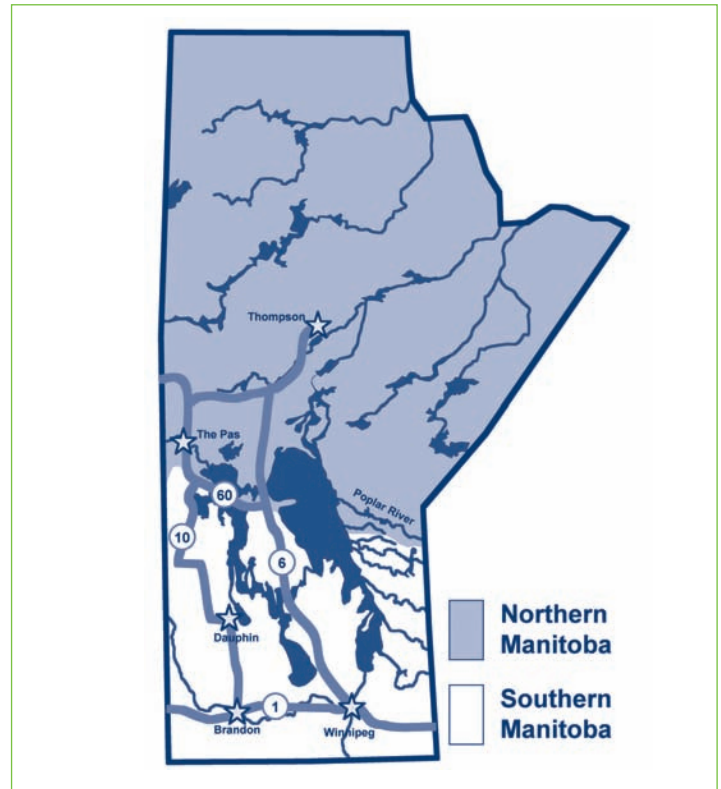 Thompson
The Pas
60
Poplar River
10
6
Dauphin
Northern
Manitoba
Southern
Manitoba
1
Brandon
Winnipeg